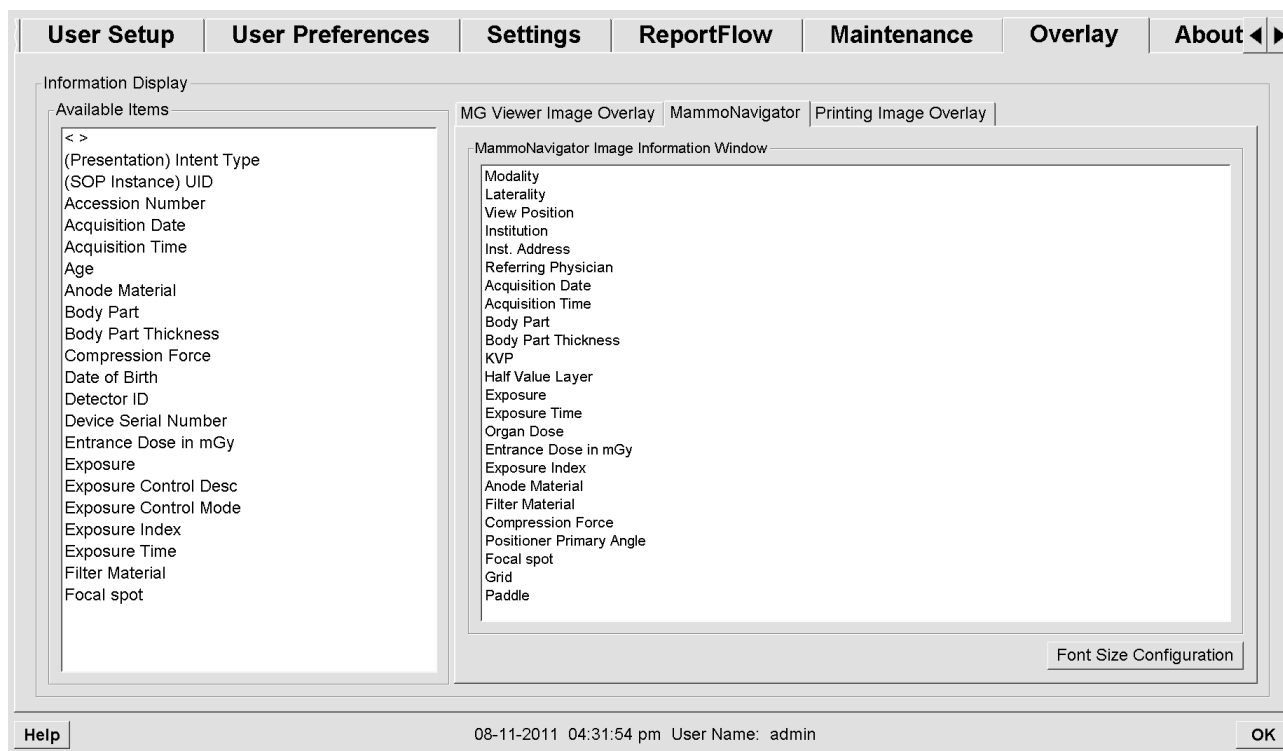 User Setup User Preferences Settings ReportFlow Maintenance Overlay About
Information Display
Available Items
< >
(Presentation) Intent Type
(SOP Instance) UID
Accession Number
Acquisition Date
Acquisition Time
Age
Anode Material
Body Part
Body Part Thickness
Compression Force
Date of Birth
Detector ID
Device Serial Number
Entrance Dose in mGy
Exposure
Exposure Control Desc
Exposure Control Mode
Exposure Index
Exposure Time
Filter Material
Focal spot
MG Viewer Image Overlay MammoNavigator Printing Image Overlay
MammoNavigator Image Information Window
Modality
Laterality
View Position
Institution
Inst. Address
Referring Physician
Acquisition Date
Acquisition Time
Body Part
Body Part Thickness
KVP
Half Value Layer
Exposure
Exposure Time
Organ Dose
Entrance Dose in mGy
Exposure Index
Anode Material
Filter Material
Compression Force
Positioner Primary Angle
Focal spot
Grid
Paddle
Font Size Configuration
Help 08-11-2011 04:31:54 pm User Name: admin OK